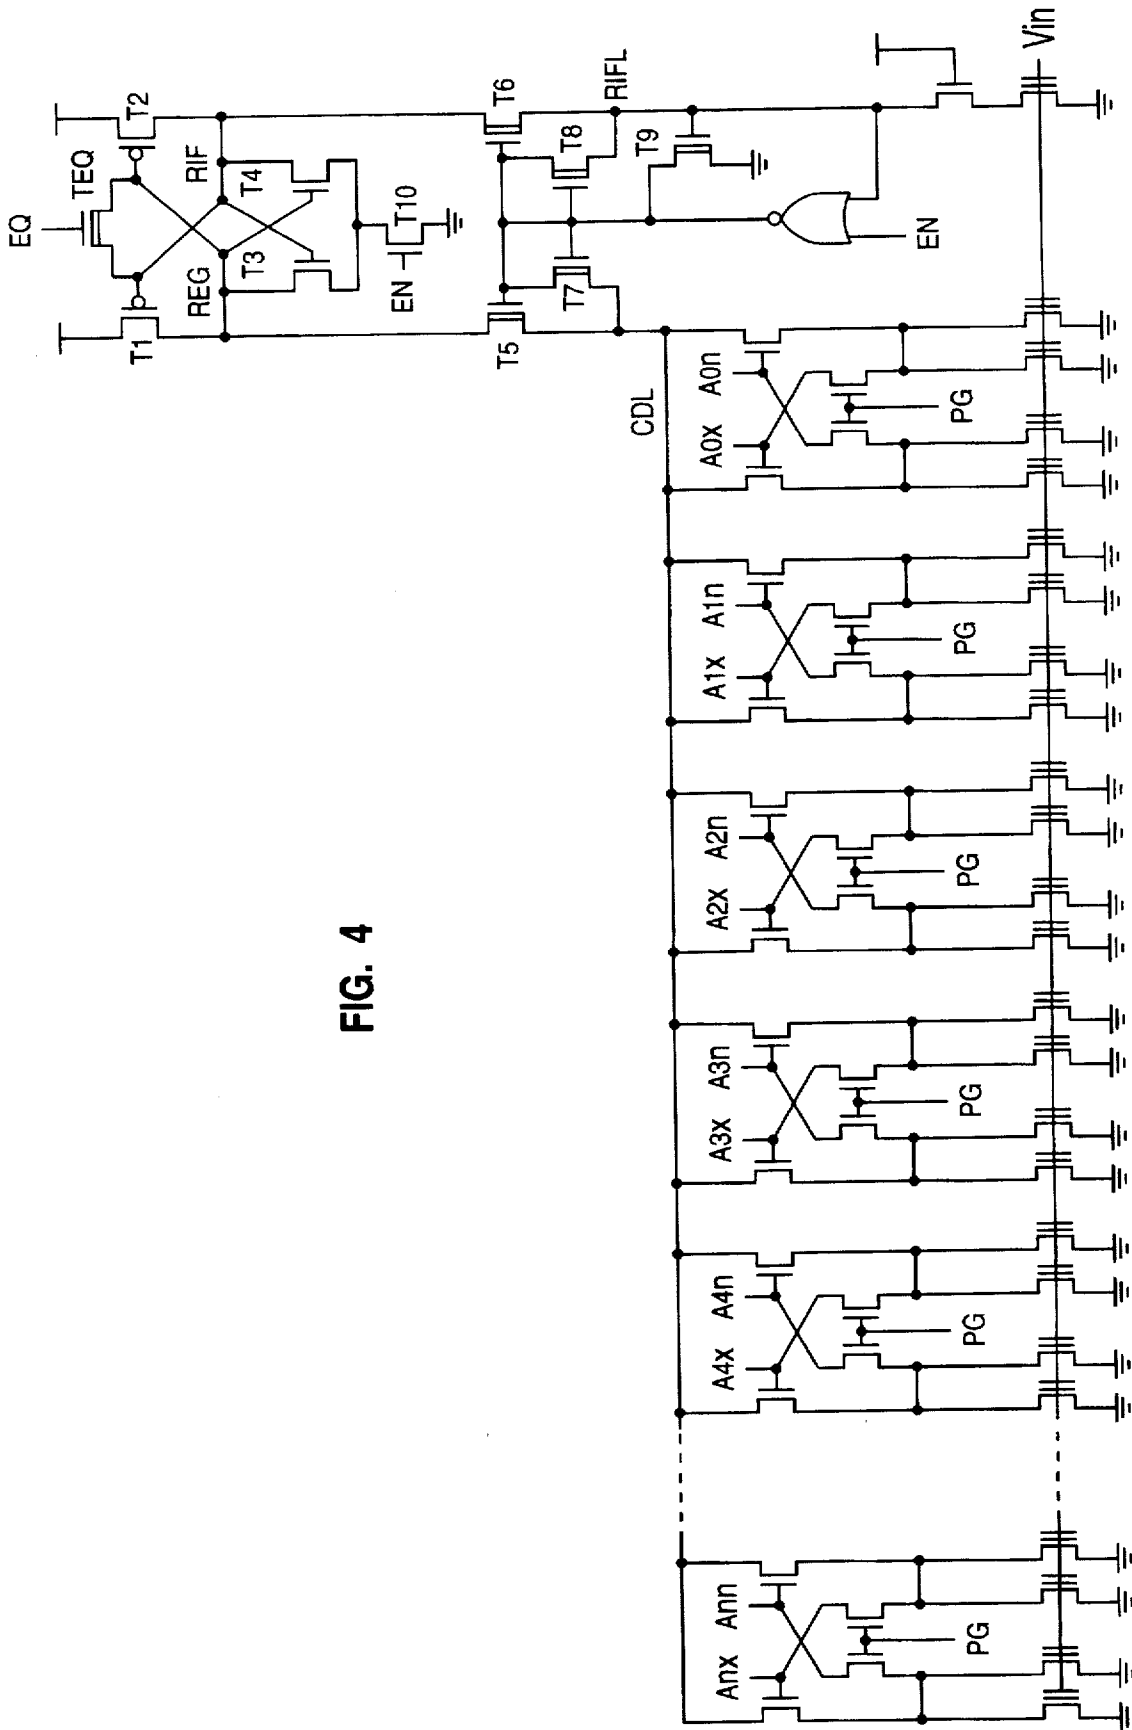 EQ
TEQ
T1
T2
REG
RIF
T3
T4
EN
T10
T5
T6
T7
T8
RIFL
T9
EN
CDL
Vin
Anx
Ann
PG
A4x
A4n
PG
A3x
A3n
PG
A2x
A2n
PG
A1x
A1n
PG
A0x
A0n
PG
FIG. 4